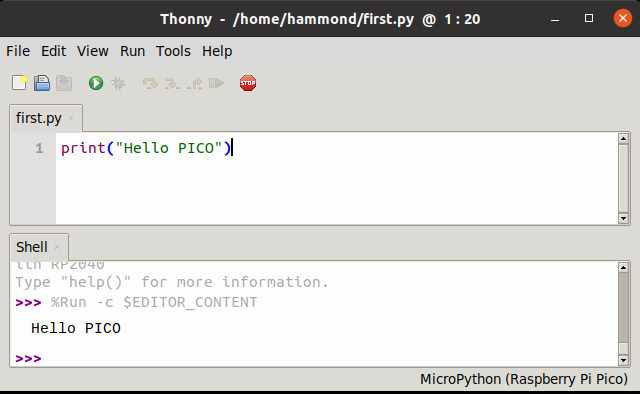 Thonny - /home/hammond/first.py @ 1 : 20
File Edit View Run Tools Help
STOP
first.py
1 print("Hello PICO")
Shell
RP2040
Type "help()" for more information.
>>> %Run -c $EDITOR_CONTENT
Hello PICO
>>>
MicroPython (Raspberry Pi Pico)